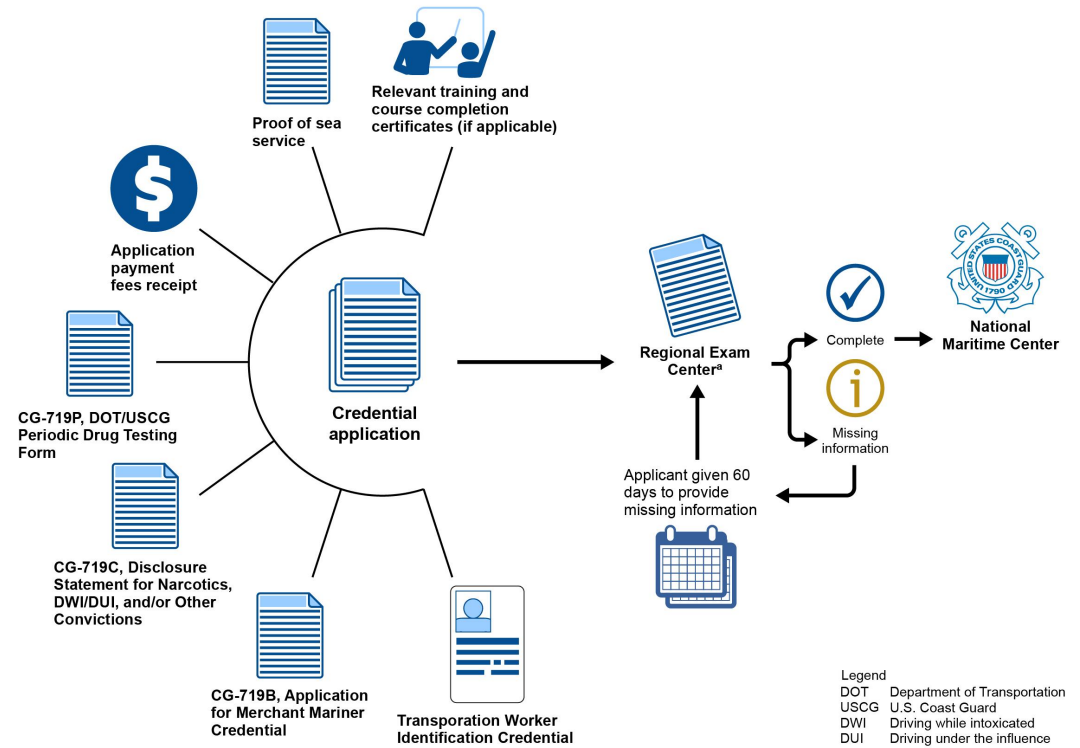 Proof of sea
service
Relevant training and
course completion
certificates (if applicable)
$
Application
payment
fees receipt
CG-719P, DOT/USCG
Periodic Drug Testing
Form
CG-719C, Disclosure
Statement for Narcotics,
DWI/DUI, and/or Other
Convictions
CG-719B, Application
for Merchant Mariner
Credential
Transporation Worker
Identification Credential
Credential
application
Regional Exam
Centerᵃ
Complete
i
Missing
information
Applicant given 60
days to provide
missing information
UNITED STATES COAST GUARD
1790
National
Maritime Center
Legend
DOT Department of Transportation
USCG U.S. Coast Guard
DWI Driving while intoxicated
DUI Driving under the influence